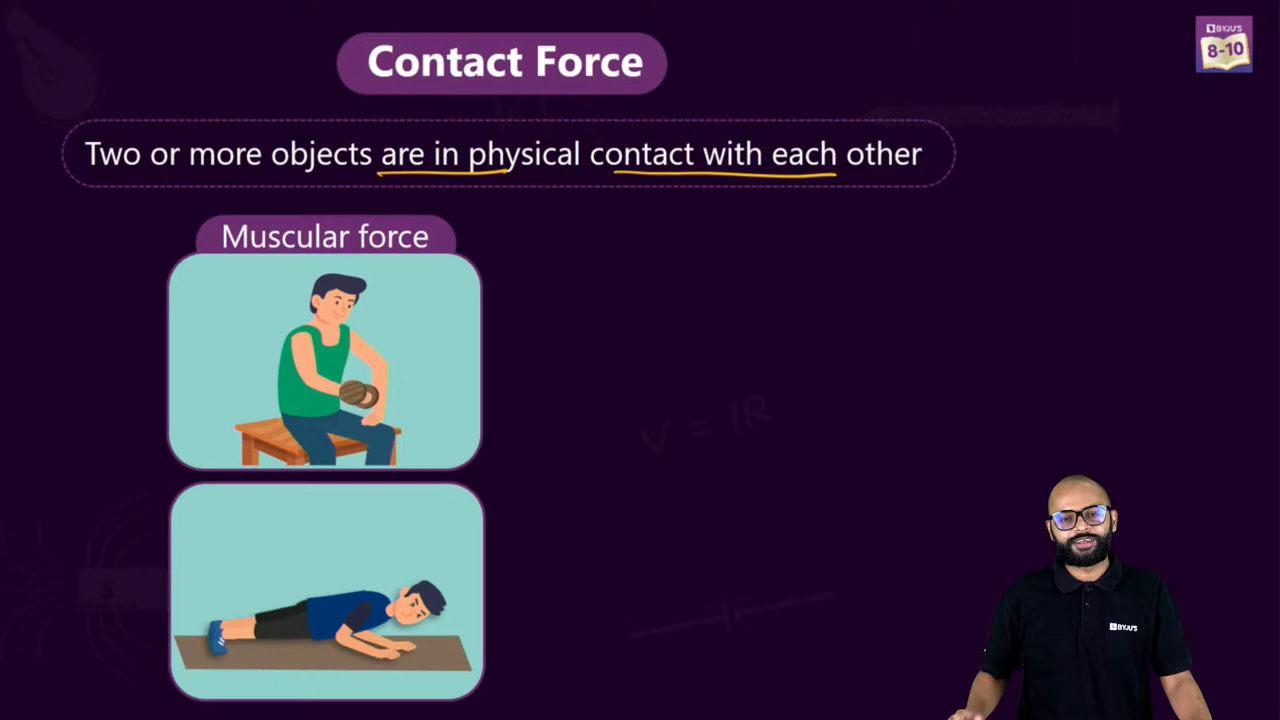 Contact Force
BYJU'S
8-10
Two or more objects are in physical contact with each other
Muscular force
V = IR
S
BYJU'S